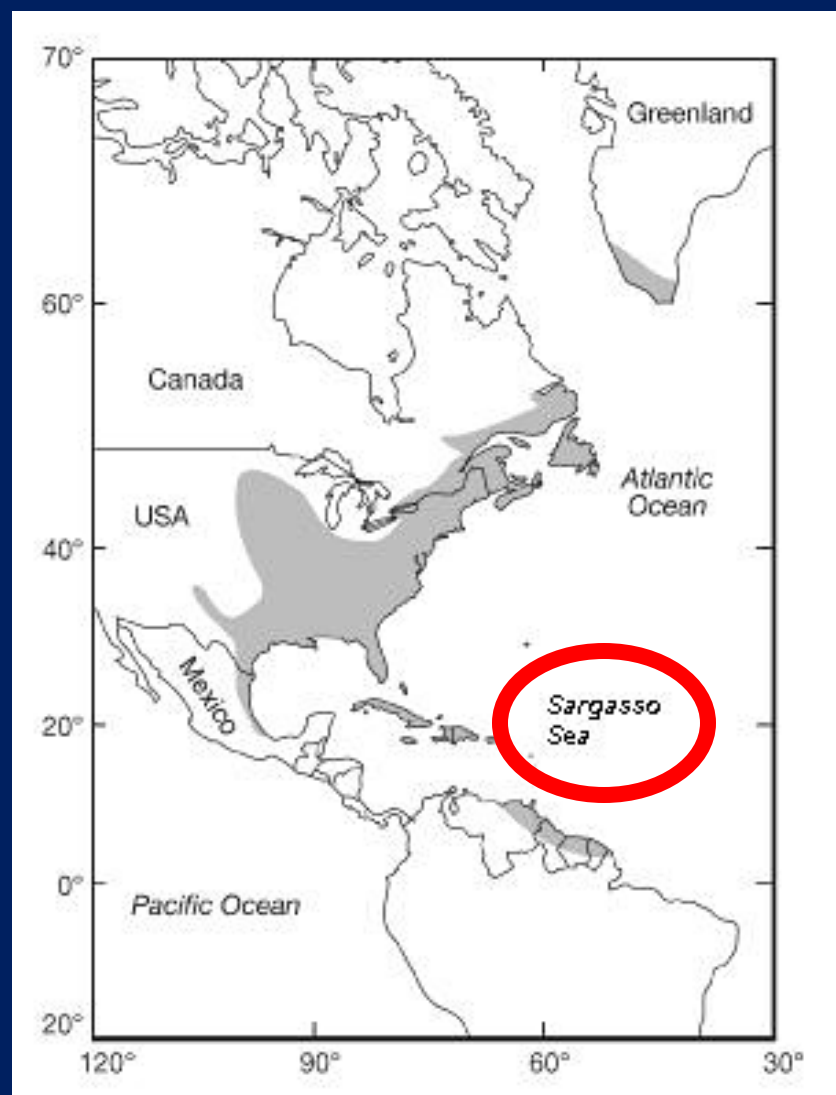 70°
Greenland
60°
Canada
Atlantic
Ocean
USA
40°
Mexico
Sargasso
Sea
20°
0°
Pacific Ocean
20°
120°
90°
60°
30°